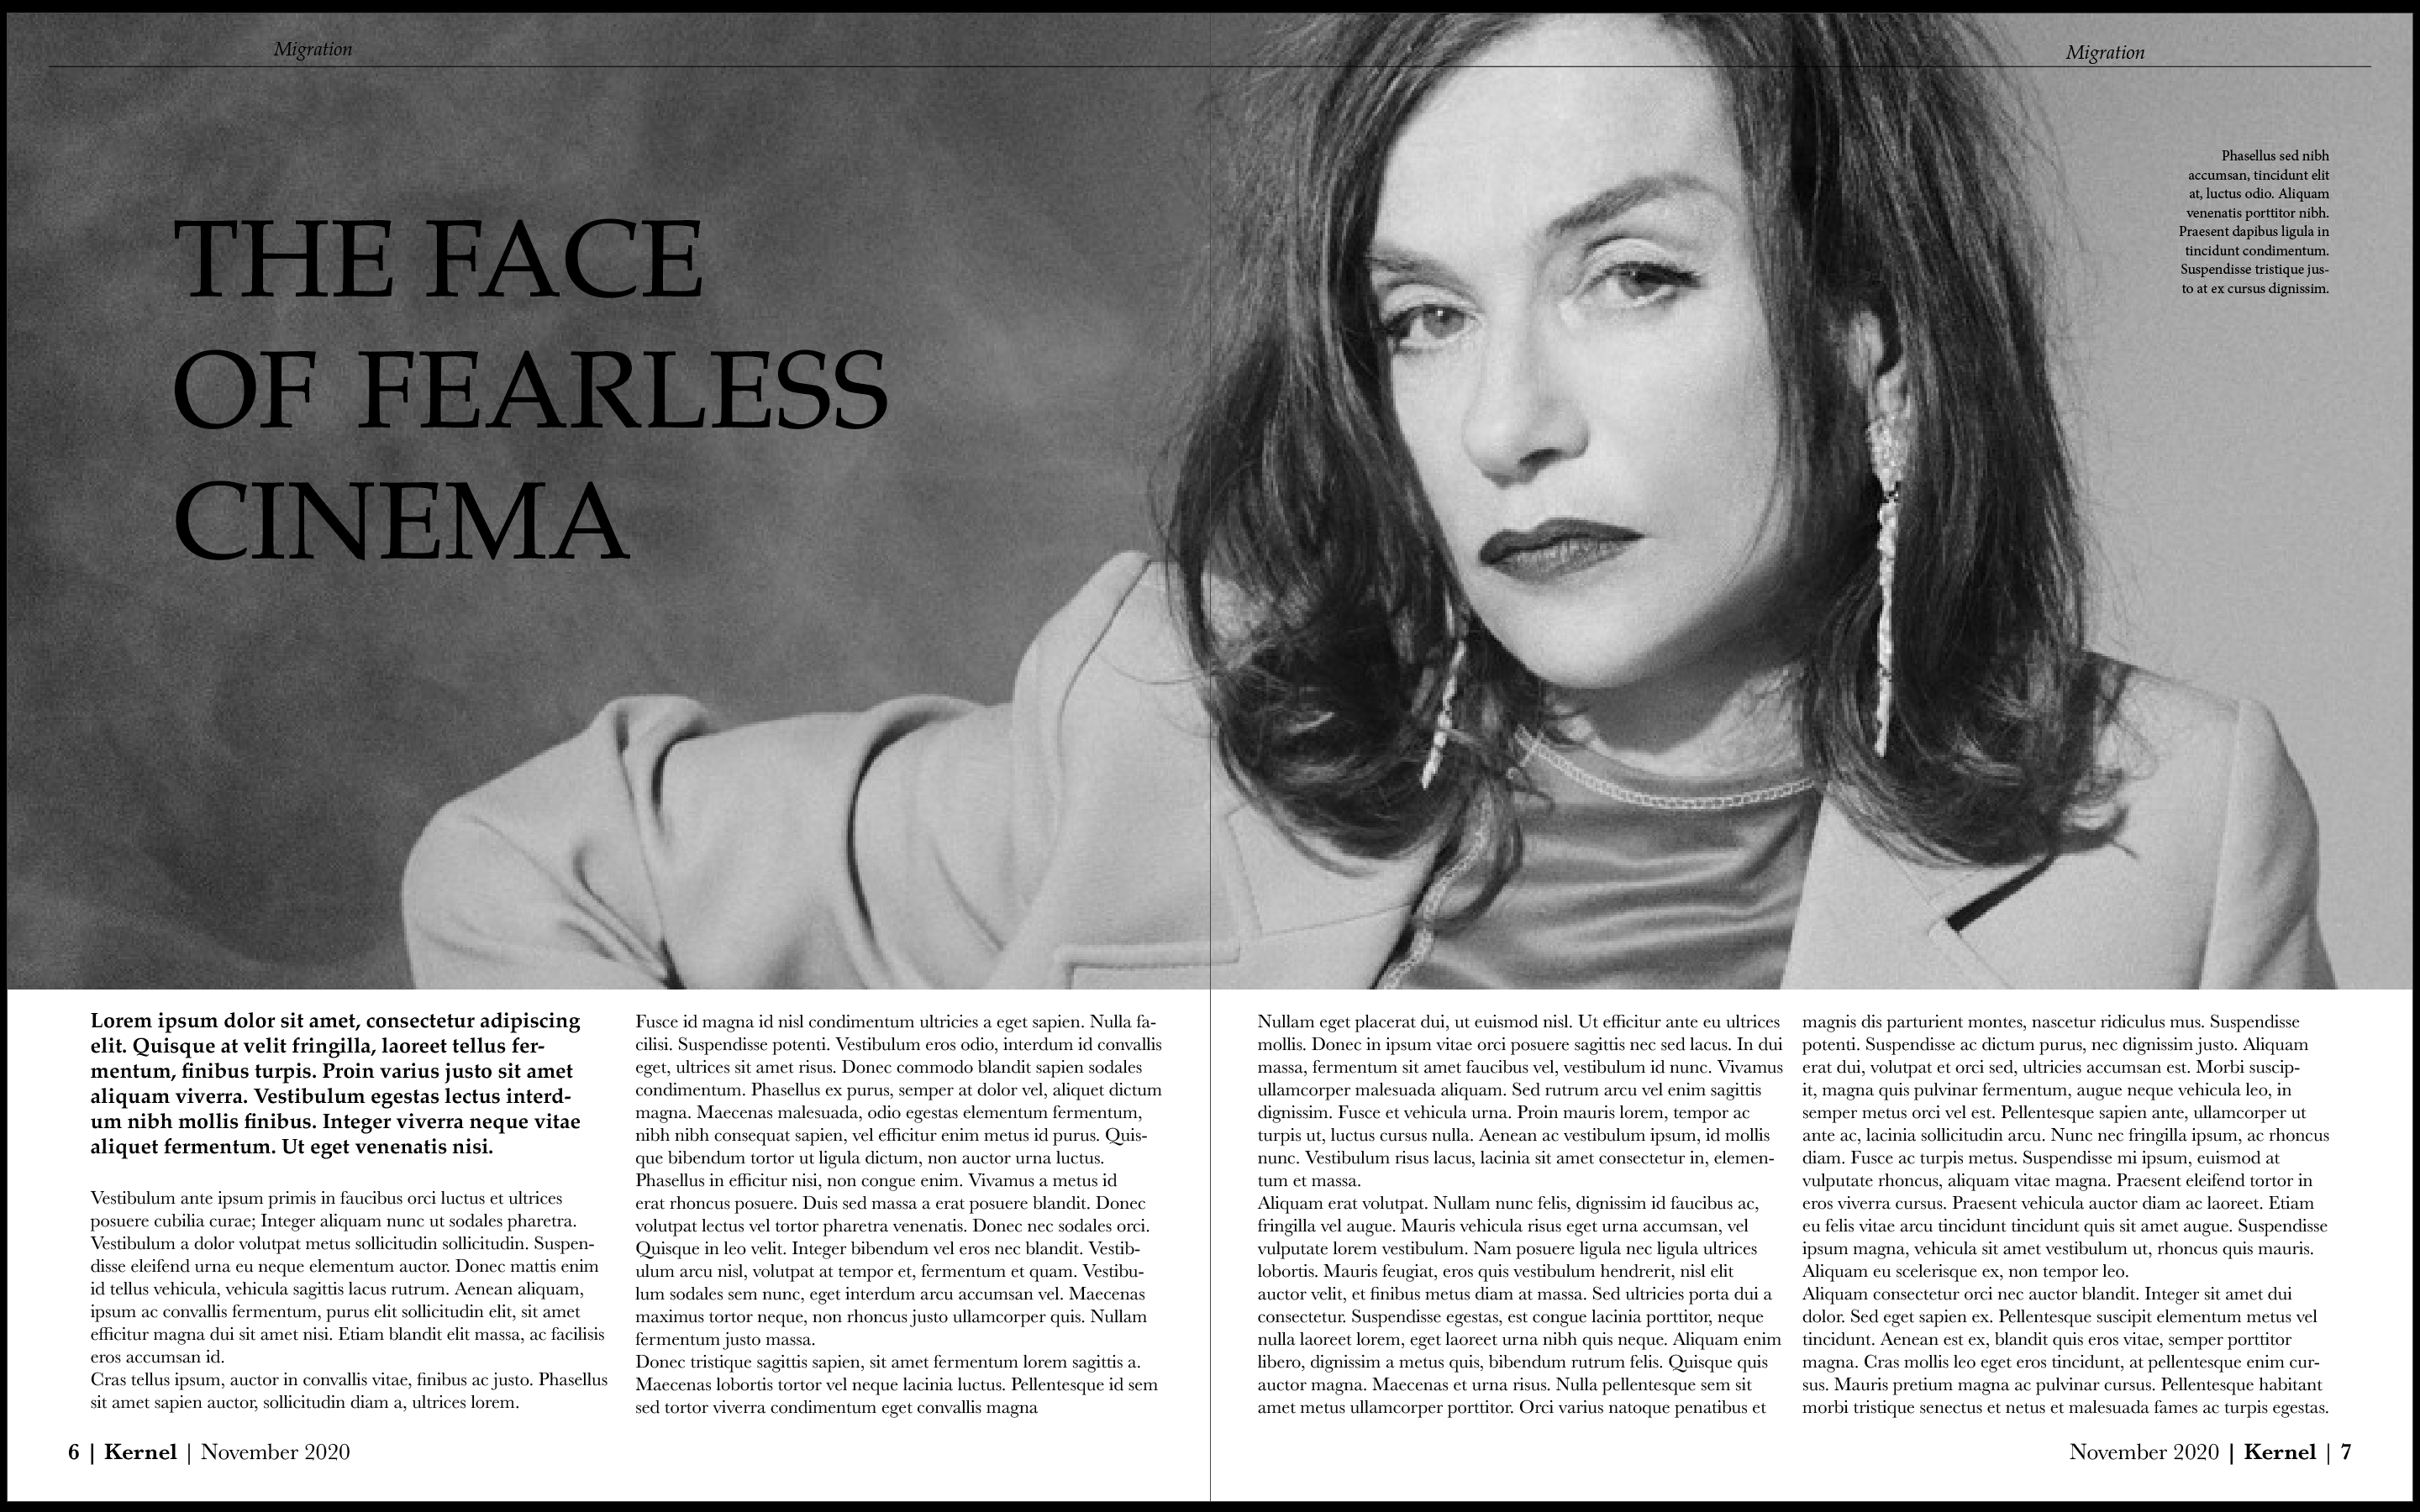 Migration
Migration
THE FACE
OF FEARLESS
CINEMA
Phasellus sed nibh
accumsan, tincidunt elit
at, luctus odio. Aliquam
venenatis porttitor nibh.
Praesent dapibus ligula in
tincidunt condimentum.
Suspendisse tristique jus-
to at ex cursus dignissim.
Lorem ipsum dolor sit amet, consectetur adipiscing
elit. Quisque at velit fringilla, laoreet tellus fer-
mentum, finibus turpis. Proin varius justo sit amet
aliquam viverra. Vestibulum egestas lectus interd-
um nibh mollis finibus. Integer viverra neque vitae
aliquet fermentum. Ut eget venenatis nisi.
Vestibulum ante ipsum primis in faucibus orci luctus et ultrices
posuere cubilia curae; Integer aliquam nunc ut sodales pharetra.
Vestibulum a dolor volutpat metus sollicitudin sollicitudin. Suspen-
disse eleifend urna eu neque elementum auctor. Donec mattis enim
id tellus vehicula, vehicula sagittis lacus rutrum. Aenean aliquam,
ipsum ac convallis fermentum, purus elit sollicitudin elit, sit amet
efficitur magna dui sit amet nisi. Etiam blandit elit massa, ac facilisis
eros accumsan id.
Cras tellus ipsum, auctor in convallis vitae, finibus ac justo. Phasellus
sit amet sapien auctor, sollicitudin diam a, ultrices lorem.
Fusce id magna id nisl condimentum ultricies a eget sapien. Nulla fa-
cilisi. Suspendisse potenti. Vestibulum eros odio, interdum id convallis
eget, ultrices sit amet risus. Donec commodo blandit sapien sodales
condimentum. Phasellus ex purus, semper at dolor vel, aliquet dictum
magna. Maecenas malesuada, odio egestas elementum fermentum,
nibh nibh consequat sapien, vel efficitur enim metus id purus. Quis-
que bibendum tortor ut ligula dictum, non auctor urna luctus.
Phasellus in efficitur nisi, non congue enim. Vivamus a metus id
erat rhoncus posuere. Duis sed massa a erat posuere blandit. Donec
volutpat lectus vel tortor pharetra venenatis. Donec nec sodales orci.
Quisque in leo velit. Integer bibendum vel eros nec blandit. Vestib-
ulum arcu nisl, volutpat at tempor et, fermentum et quam. Vestibu-
lum sodales sem nunc, eget interdum arcu accumsan vel. Maecenas
maximus tortor neque, non rhoncus justo ullamcorper quis. Nullam
fermentum justo massa.
Donec tristique sagittis sapien, sit amet fermentum lorem sagittis a.
Maecenas lobortis tortor vel neque lacinia luctus. Pellentesque id sem
sed tortor viverra condimentum eget convallis magna
Nullam eget placerat dui, ut euismod nisl. Ut efficitur ante eu ultrices
mollis. Donec in ipsum vitae orci posuere sagittis nec sed lacus. In dui
massa, fermentum sit amet faucibus vel, vestibulum id nunc. Vivamus
ullamcorper malesuada aliquam. Sed rutrum arcu vel enim sagittis
dignissim. Fusce et vehicula urna. Proin mauris lorem, tempor ac
turpis ut, luctus cursus nulla. Aenean ac vestibulum ipsum, id mollis
nunc. Vestibulum risus lacus, lacinia sit amet consectetur in, elemen-
tum et massa.
Aliquam erat volutpat. Nullam nunc felis, dignissim id faucibus ac,
fringilla vel augue. Mauris vehicula risus eget urna accumsan, vel
vulputate lorem vestibulum. Nam posuere ligula nec ligula ultrices
lobortis. Mauris feugiat, eros quis vestibulum hendrerit, nisl elit
auctor velit, et finibus metus diam at massa. Sed ultricies porta dui a
consectetur. Suspendisse egestas, est congue lacinia porttitor, neque
nulla laoreet lorem, eget laoreet urna nibh quis neque. Aliquam enim
libero, dignissim a metus quis, bibendum rutrum felis. Quisque quis
auctor magna. Maecenas et urna risus. Nulla pellentesque sem sit
amet metus ullamcorper porttitor. Orci varius natoque penatibus et
magnis dis parturient montes, nascetur ridiculus mus. Suspendisse
potenti. Suspendisse ac dictum purus, nec dignissim justo. Aliquam
erat dui, volutpat et orci sed, ultricies accumsan est. Morbi suscip-
it, magna quis pulvinar fermentum, augue neque vehicula leo, in
semper metus orci vel est. Pellentesque sapien ante, ullamcorper ut
ante ac, lacinia sollicitudin arcu. Nunc nec fringilla ipsum, ac rhoncus
diam. Fusce ac turpis metus. Suspendisse mi ipsum, euismod at
vulputate rhoncus, aliquam vitae magna. Praesent eleifend tortor in
eros viverra cursus. Praesent vehicula auctor diam ac laoreet. Etiam
eu felis vitae arcu tincidunt tincidunt quis sit amet augue. Suspendisse
ipsum magna, vehicula sit amet vestibulum ut, rhoncus quis mauris.
Aliquam eu scelerisque ex, non tempor leo.
Aliquam consectetur orci nec auctor blandit. Integer sit amet dui
dolor. Sed eget sapien ex. Pellentesque suscipit elementum metus vel
tincidunt. Aenean est ex, blandit quis eros vitae, semper porttitor
magna. Cras mollis leo eget eros tincidunt, at pellentesque enim cur-
sus. Mauris pretium magna ac pulvinar cursus. Pellentesque habitant
morbi tristique senectus et netus et malesuada fames ac turpis egestas.
6 | Kernel | November 2020
November 2020 | Kernel | 7